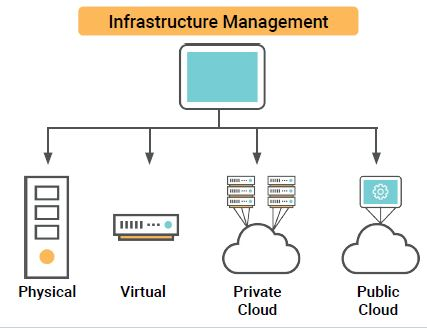 Infrastructure Management
Physical
Virtual
Private
Cloud
Public
Cloud